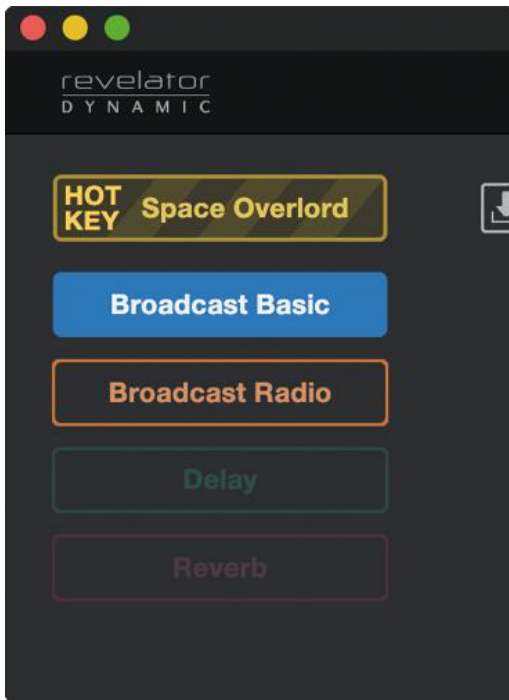 revelator
DYNAMIC
HOT
KEY
Space Overlord
Broadcast Basic
Broadcast Radio
Delay
Reverb